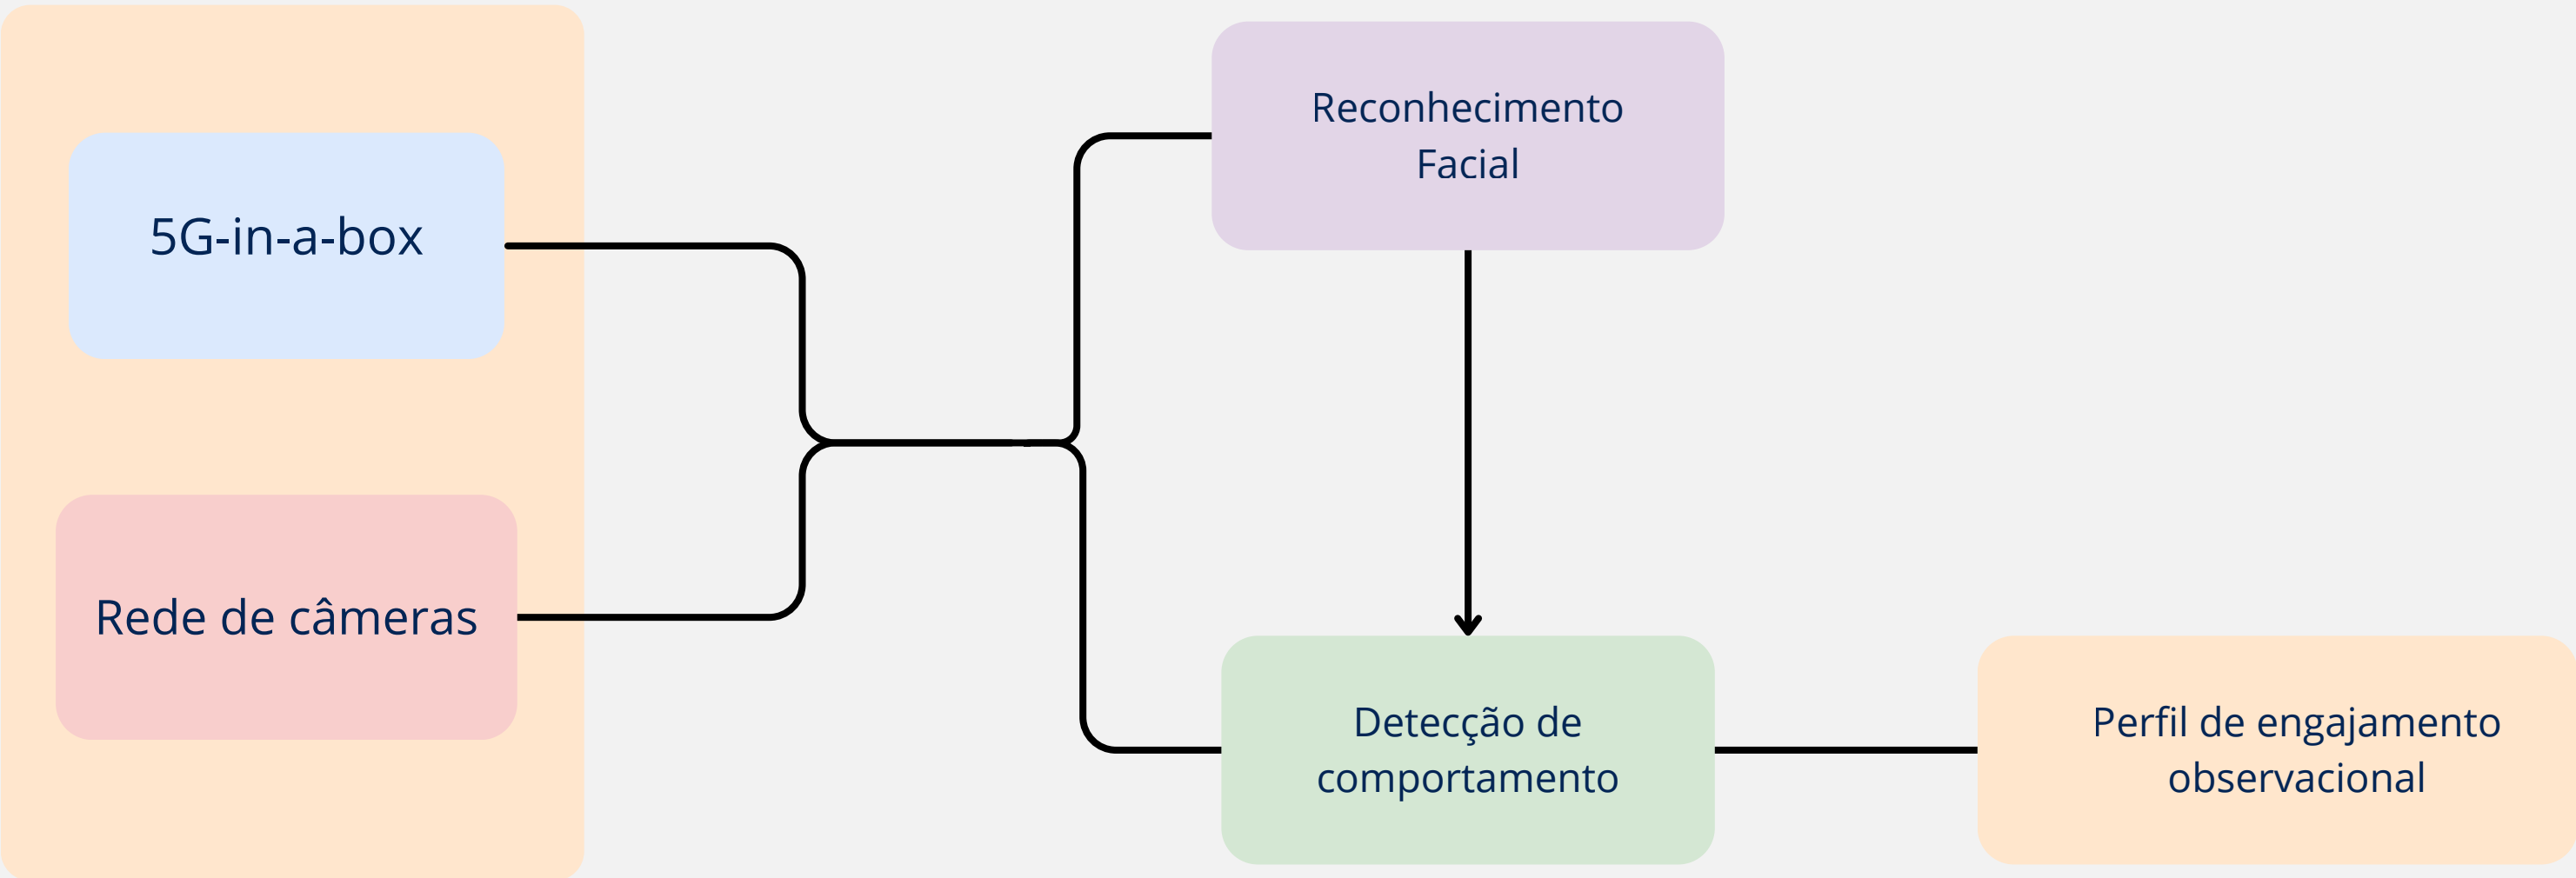 5G-in-a-box
Rede de câmeras
Reconhecimento
Facial
Detecção de
comportamento
Perfil de engajamento
observacional